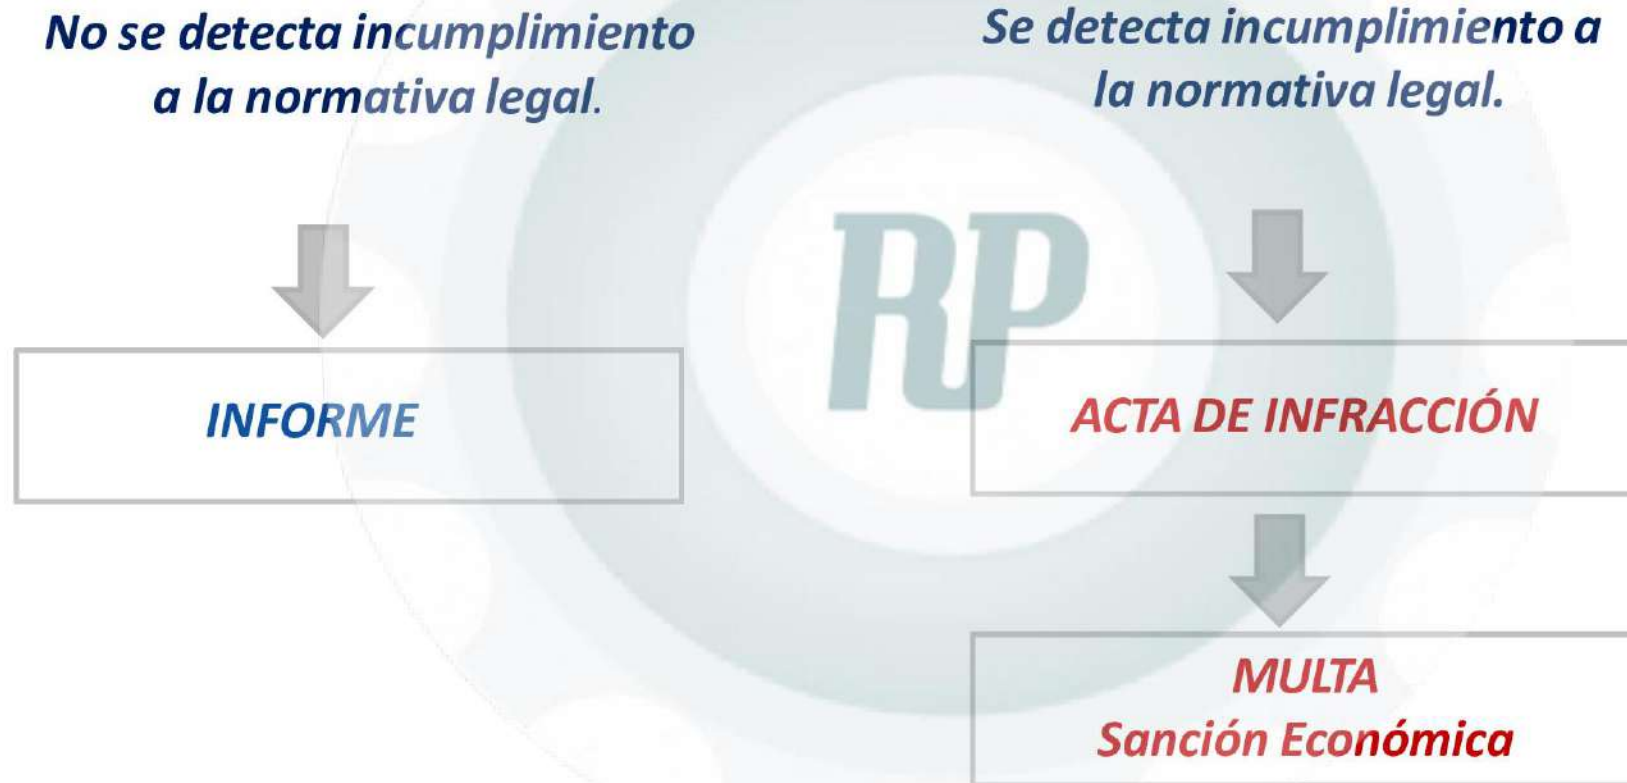 No se detecta incumplimiento
a la normativa legal.
INFORME
Se detecta incumplimiento a
la normativa legal.
RP
ACTA DE INFRACCIÓN
MULTA
Sanción Económica